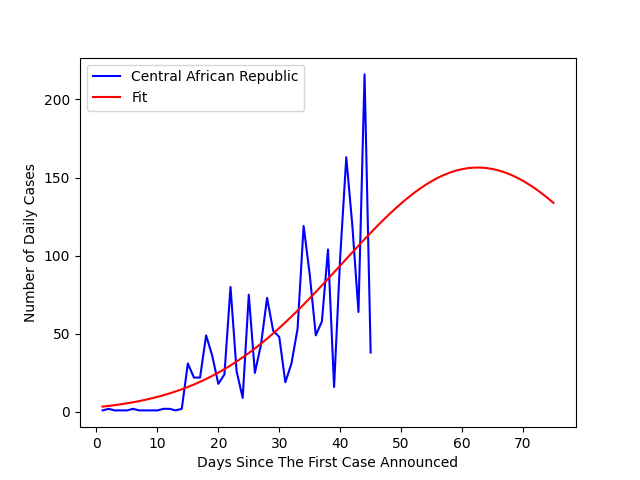 Central African Republic
Fit
200
150
100
50
0
Number of Daily Cases
0 10 20 30 40 50 60 70
Days Since The First Case Announced